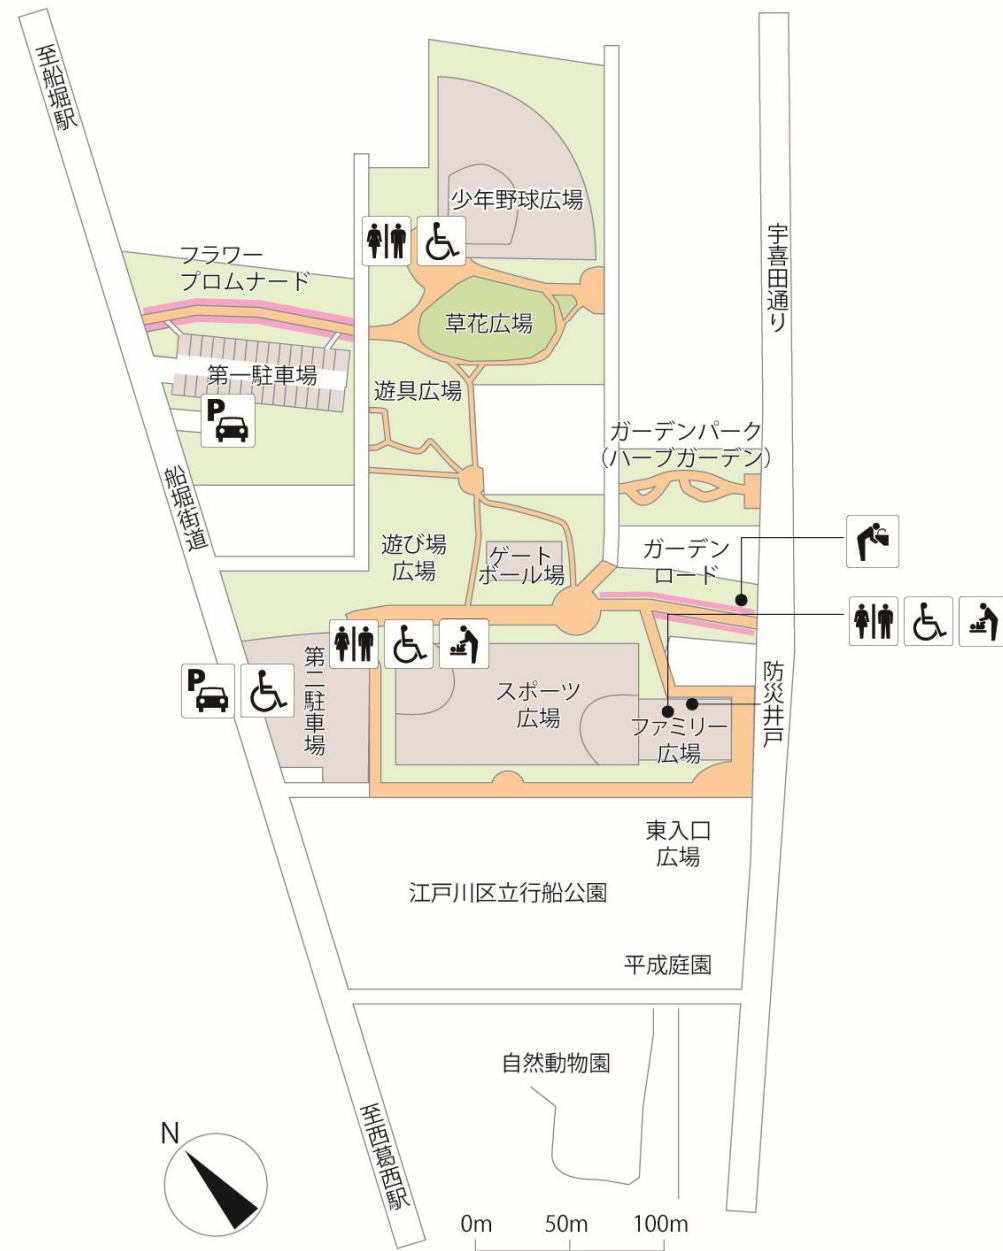 至船堀駅
少年野球広場
宇喜田通り
フラワー
プロムナード
草花広場
第一駐車場
遊具広場
P
ガーデンパーク
(ハーブガーデン)
船堀街道
遊び場
広場
ゲート
ボール場
ガーデン
ロード
第二駐車場
P
スポーツ
広場
ファミリー
広場
防災井戸
東入口
広場
江戸川区立行船公園
平成庭園
自然動物園
至西葛西駅
N
0m 50m 100m